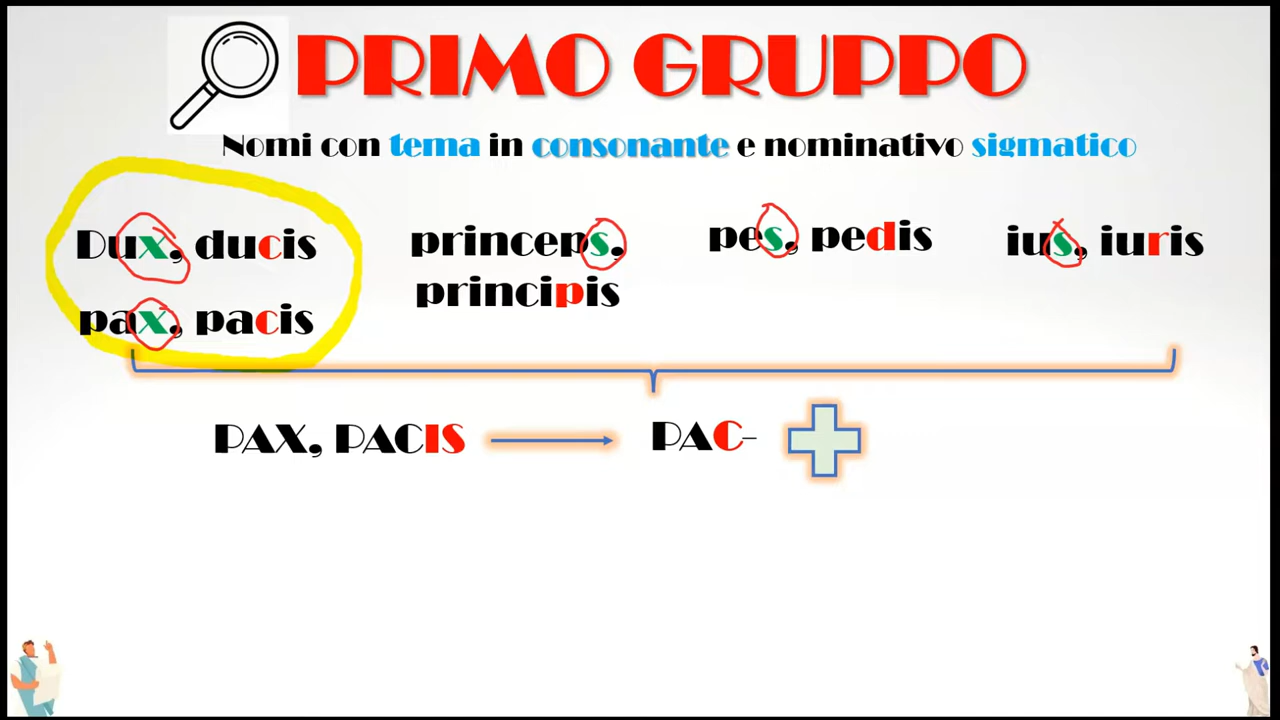 PRIMO GRUPPO
Nomi con tema in consonante e nominativo sigmatico
Dux, ducis
pax, pacis
princeps,
principis
pes, pedis
ius, iuris
PAX, PACIS
PAC-